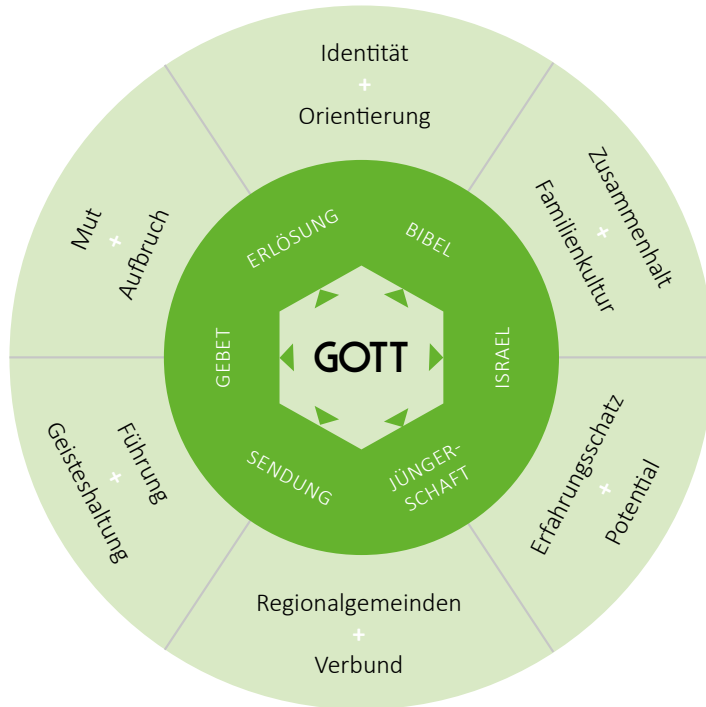 Identität
+
Orientierung
Zusammenhalt
+
Familienkultur
Erfahrungsschatz
+
Potential
Regionalgemeinden
+
Verbund
Führung
+
Geisteshaltung
Mut
+
Aufbruch
ERLÖSUNG
BIBEL
ISRAEL
JÜNGER-
SCHAFT
SENDUNG
GEBET
GOTT